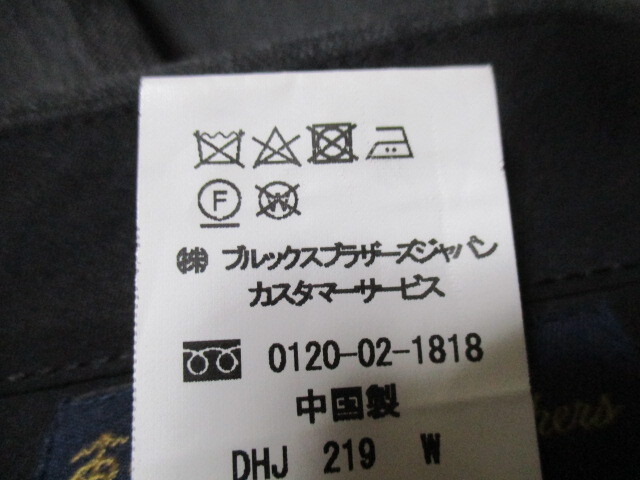 F W
㈱ ブルックスブラザーズジャパン
カスタマーサービス
0120-02-1818
中国製
DHJ 219 W